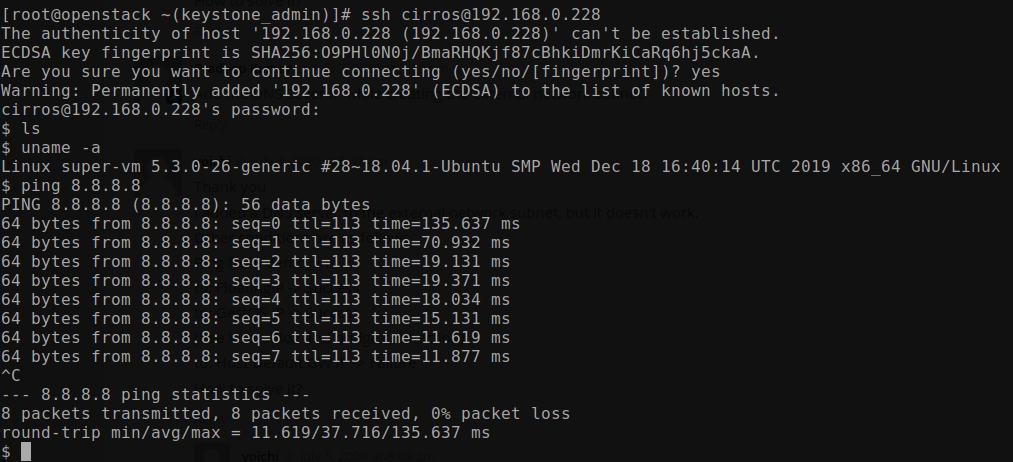 [root@openstack ~(keystone_admin)]# ssh cirros@192.168.0.228
The authenticity of host '192.168.0.228 (192.168.0.228)' can't be established.
ECDSA key fingerprint is SHA256:O9PHl0N0j/BmaRHQKjf87cBhkiDmrKiCaRq6hj5ckaA.
Are you sure you want to continue connecting (yes/no/[fingerprint])? yes
Warning: Permanently added '192.168.0.228' (ECDSA) to the list of known hosts.
cirros@192.168.0.228's password:
$ ls
$ uname -a
Linux super-vm 5.3.0-26-generic #28~18.04.1-Ubuntu SMP Wed Dec 18 16:40:14 UTC 2019 x86_64 GNU/Linux
$ ping 8.8.8.8
Thank you
PING 8.8.8.8 (8.8.8.8): 56 data bytes
the external network subnet, but it doesn't work.
64 bytes from 8.8.8.8: seq=0 ttl=113 time=135.637 ms
64 bytes from 8.8.8.8: seq=1 ttl=113 time=70.932 ms
64 bytes from 8.8.8.8: seq=2 ttl=113 time=19.131 ms
64 bytes from 8.8.8.8: seq=3 ttl=113 time=19.371 ms
64 bytes from 8.8.8.8: seq=4 ttl=113 time=18.034 ms
64 bytes from 8.8.8.8: seq=5 ttl=113 time=15.131 ms
64 bytes from 8.8.8.8: seq=6 ttl=113 time=11.619 ms
64 bytes from 8.8.8.8: seq=7 ttl=113 time=11.877 ms
^C
--- 8.8.8.8 ping statistics ---
8 packets transmitted, 8 packets received, 0% packet loss
round-trip min/avg/max = 11.619/37.716/135.637 ms
$
yoichi